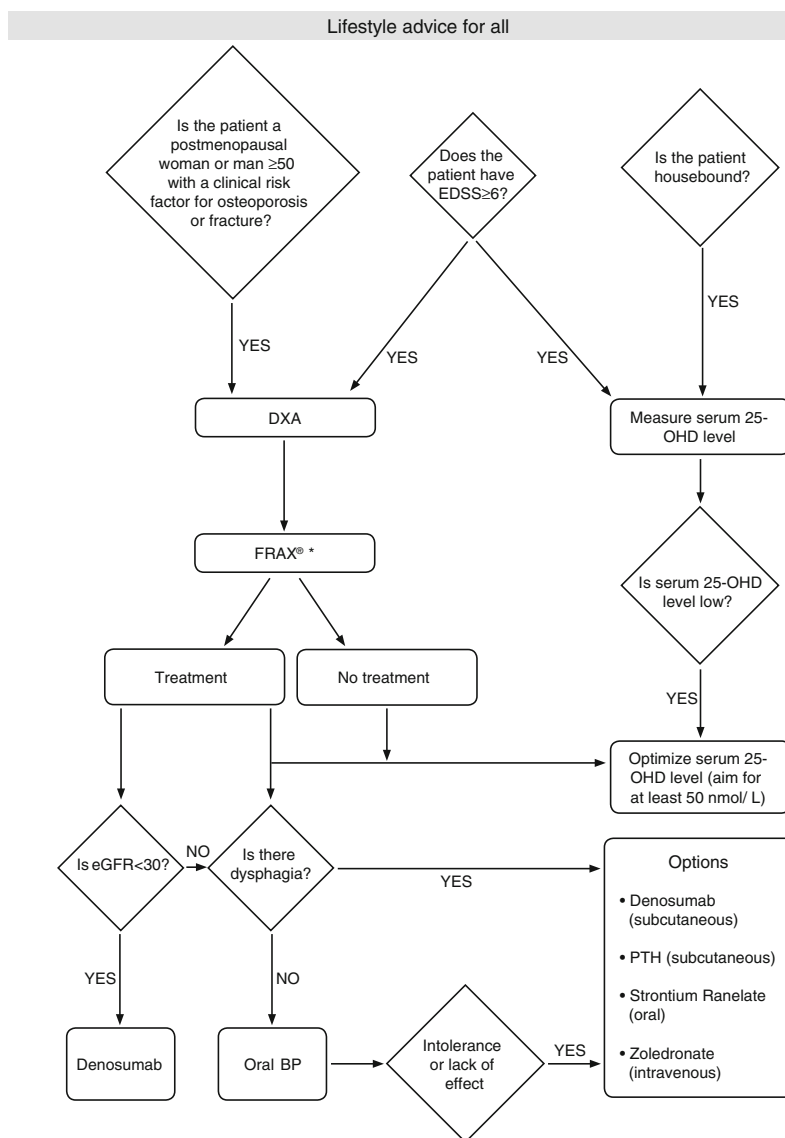 Lifestyle advice for all
Is the patient a
postmenopausal
woman or man ≥50
with a clinical risk
factor for osteoporosis
or fracture?
Does the
patient have
EDSS≥6?
Is the patient
housebound?
YES
YES
YES
YES
DXA
Measure serum 25-
OHD level
FRAX® *
Is serum 25-OHD
level low?
Treatment
No treatment
YES
Optimize serum 25-
OHD level (aim for
at least 50 nmol/ L)
Is eGFR<30?
NO
Is there
dysphagia?
YES
Options
• Denosumab
(subcutaneous)
• PTH (subcutaneous)
• Strontium Ranelate
(oral)
• Zoledronate
(intravenous)
YES
NO
Denosumab
Oral BP
Intolerance
or lack of
effect
YES